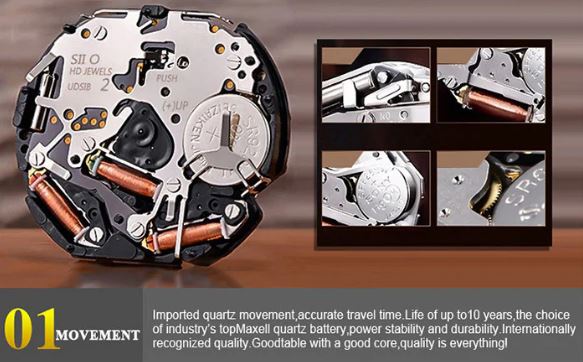 SII O
HD JEWELS
UDSIB 2
PUSH
(+)UP
NO
SR6
01 MOVEMENT
Imported quartz movement,accurate travel time.Life of up to10 years,the choice
of industry's topMaxell quartz battery,power stability and durability.Internationally
recognized quality.Goodtable with a good core,quality is everything!